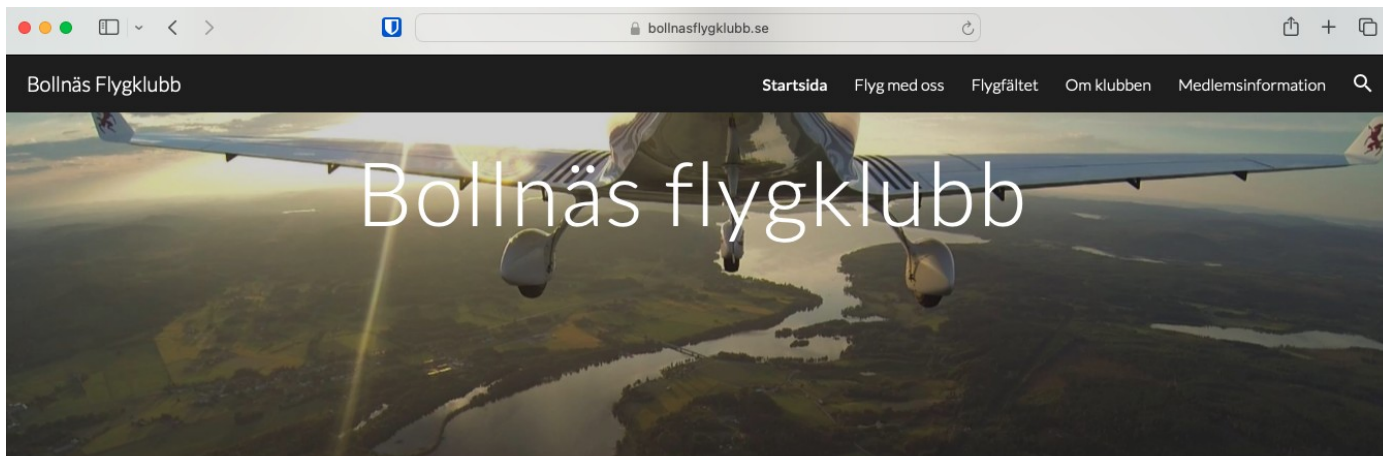 bollnasflygklubb.se
Bollnäs Flygklubb
Startsida Flyg med oss Flygfältet Om klubben Medlemsinformation
Bollnäs flygklubb